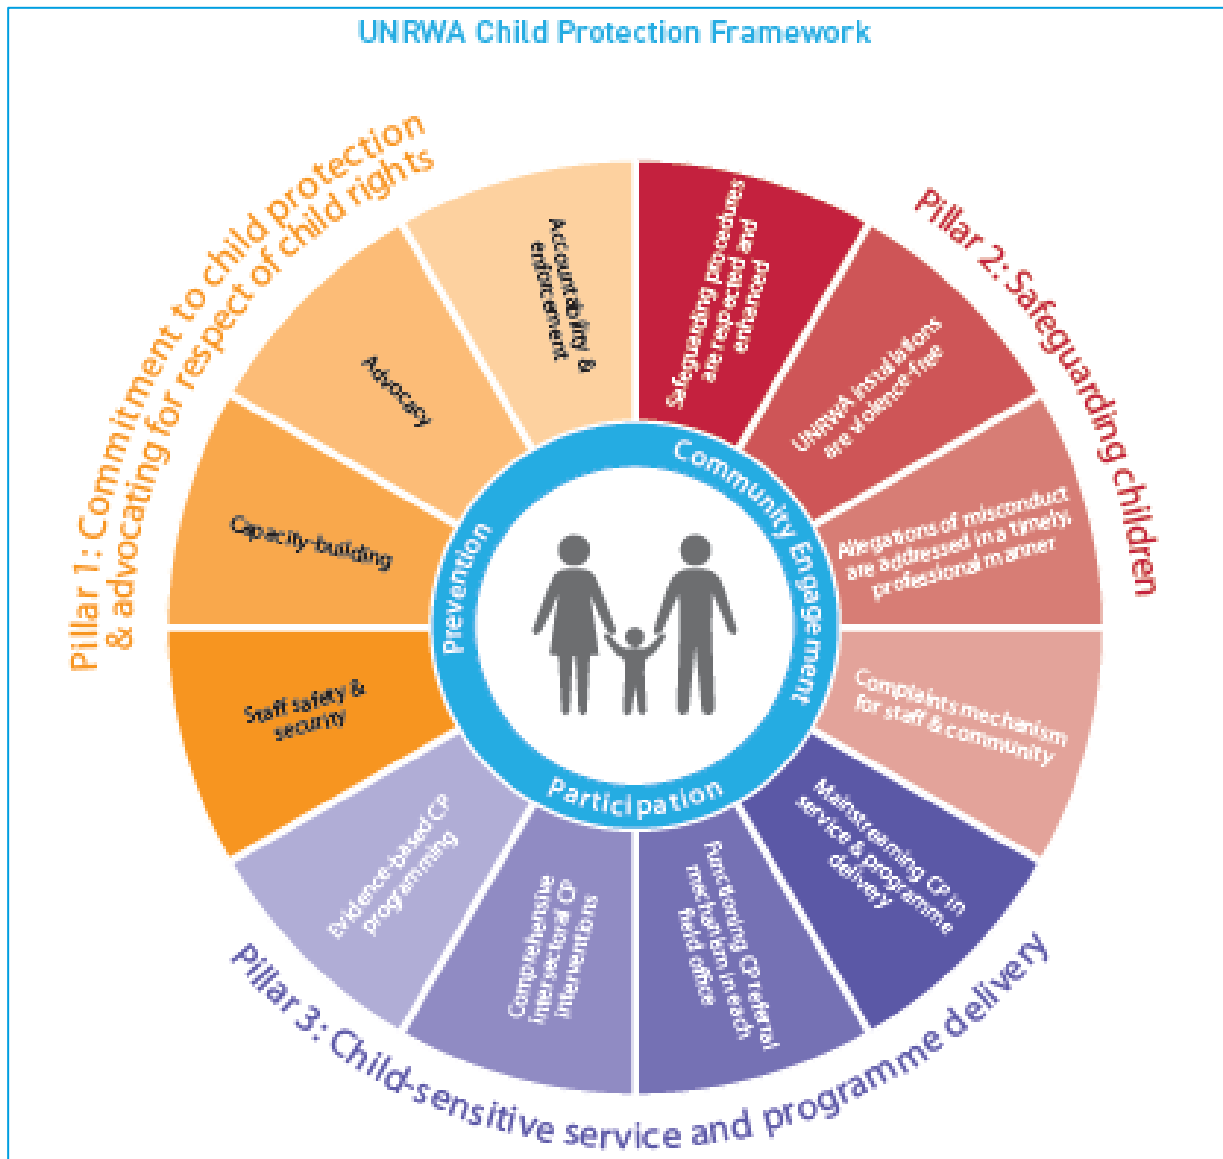 UNRWA Child Protection Framework
Pillar 1: Commitment to child protection
& advocating for respect of child rights
Accountability &
enforcement
Advocacy
Capacity-building
Staff safety &
security
Pillar 2: Safeguarding children
Safeguarding procedures
are respected and
enhanced
UNRWA installations
are violence-free
Allegations of misconduct
are addressed in a timely,
professional manner
Complaints mechanism
for staff & community
Pillar 3: Child-sensitive service and programme delivery
Mainstreaming CP in
service & programme
delivery
Functioning CP referral
mechanism in each
field office
Comprehensive
intersectoral CP
interventions
Evidence-based CP
programming
Prevention
Community Engagement
Participation